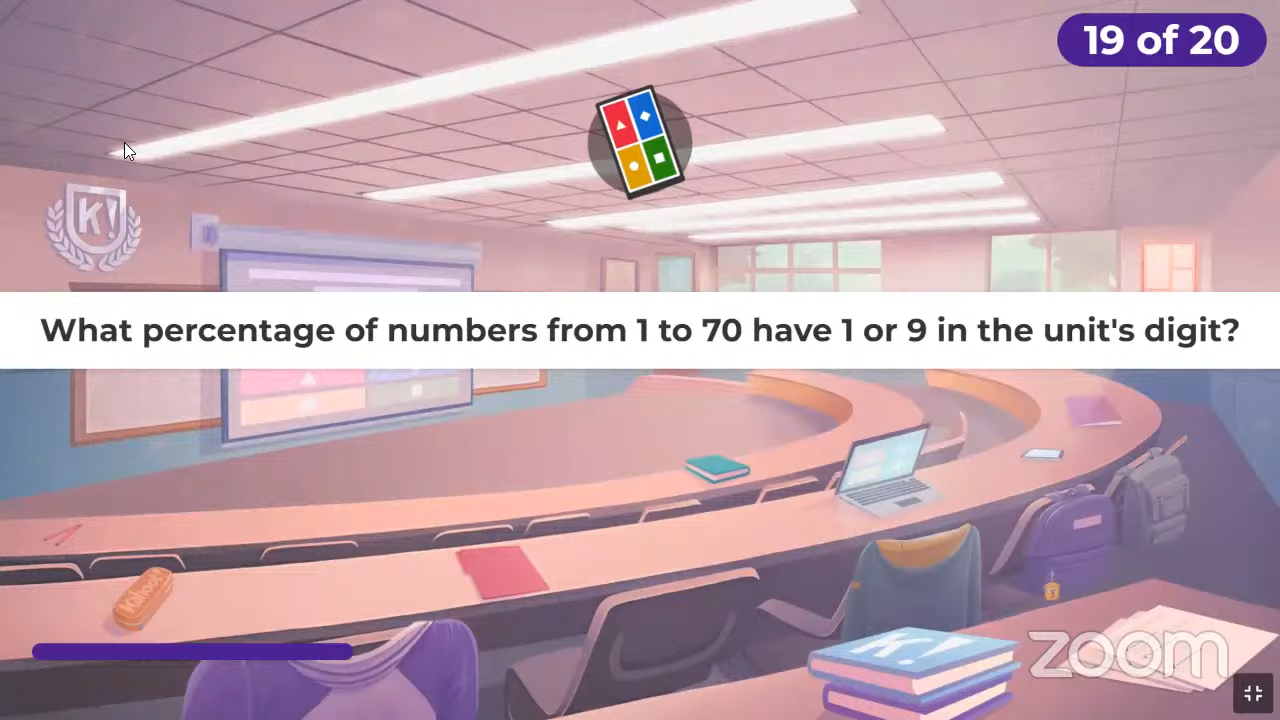 19 of 20
K!
What percentage of numbers from 1 to 70 have 1 or 9 in the unit's digit?
Kahoot!
K!
zoom